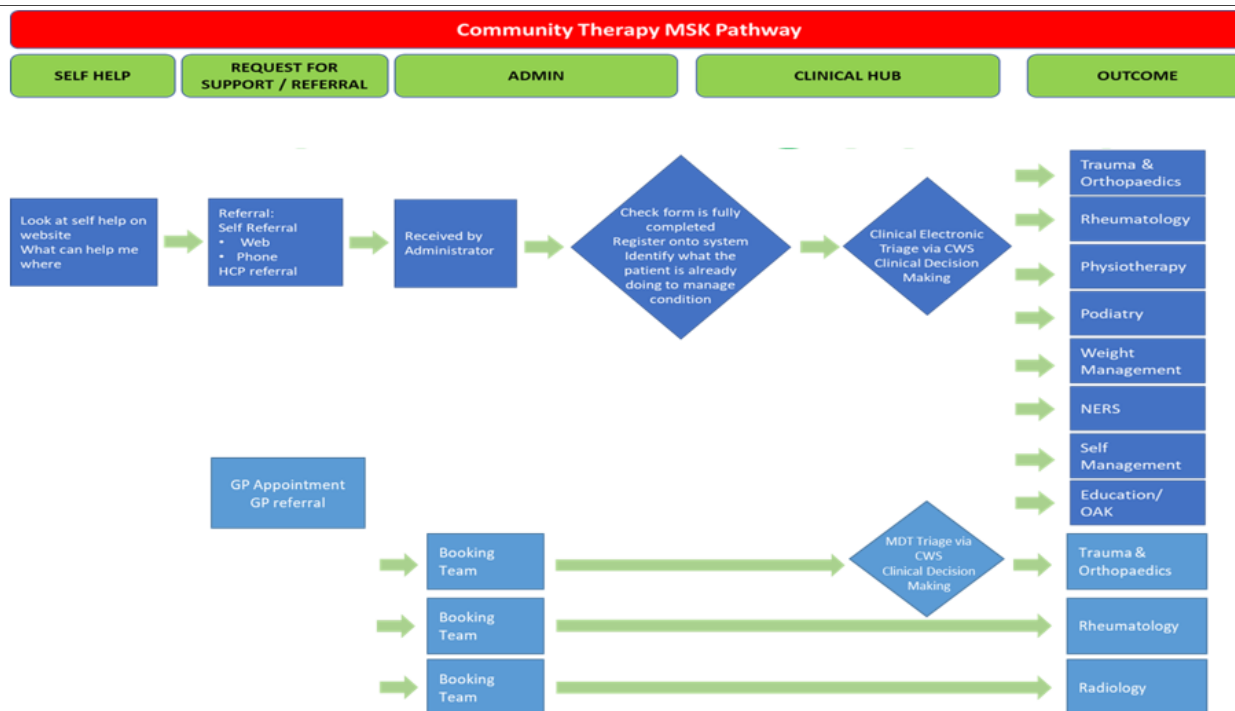 Community Therapy MSK Pathway
SELF HELP
REQUEST FOR
SUPPORT / REFERRAL
ADMIN
CLINICAL HUB
OUTCOME
Look at self help on
website
What can help me
where
Referral:
Self Referral
• Web
• Phone
HCP referral
Received by
Administrator
Check form is fully
completed
Register onto system
Identify what the
patient is already
doing to manage
condition
Clinical Electronic
Triage via CWS
Clinical Decision
Making
Trauma &
Orthopaedics
Rheumatology
Physiotherapy
Podiatry
Weight
Management
NERS
Self
Management
Education/
OAK
GP Appointment
GP referral
Booking
Team
MDT Triage via
CWS
Clinical Decision
Making
Trauma &
Orthopaedics
Booking
Team
Rheumatology
Booking
Team
Radiology